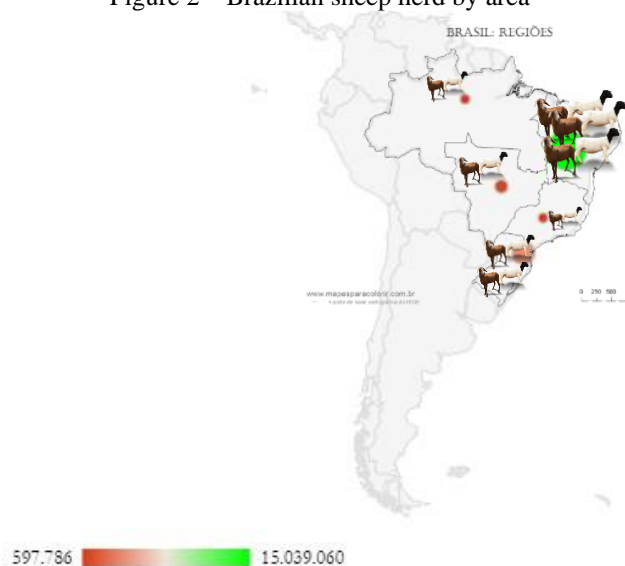 Figure 2 – Brazilian sheep herd by area
BRASIL: REGIÕES
www.mapasparacolorir.com.br
0 250 500
597.786
15.039.060